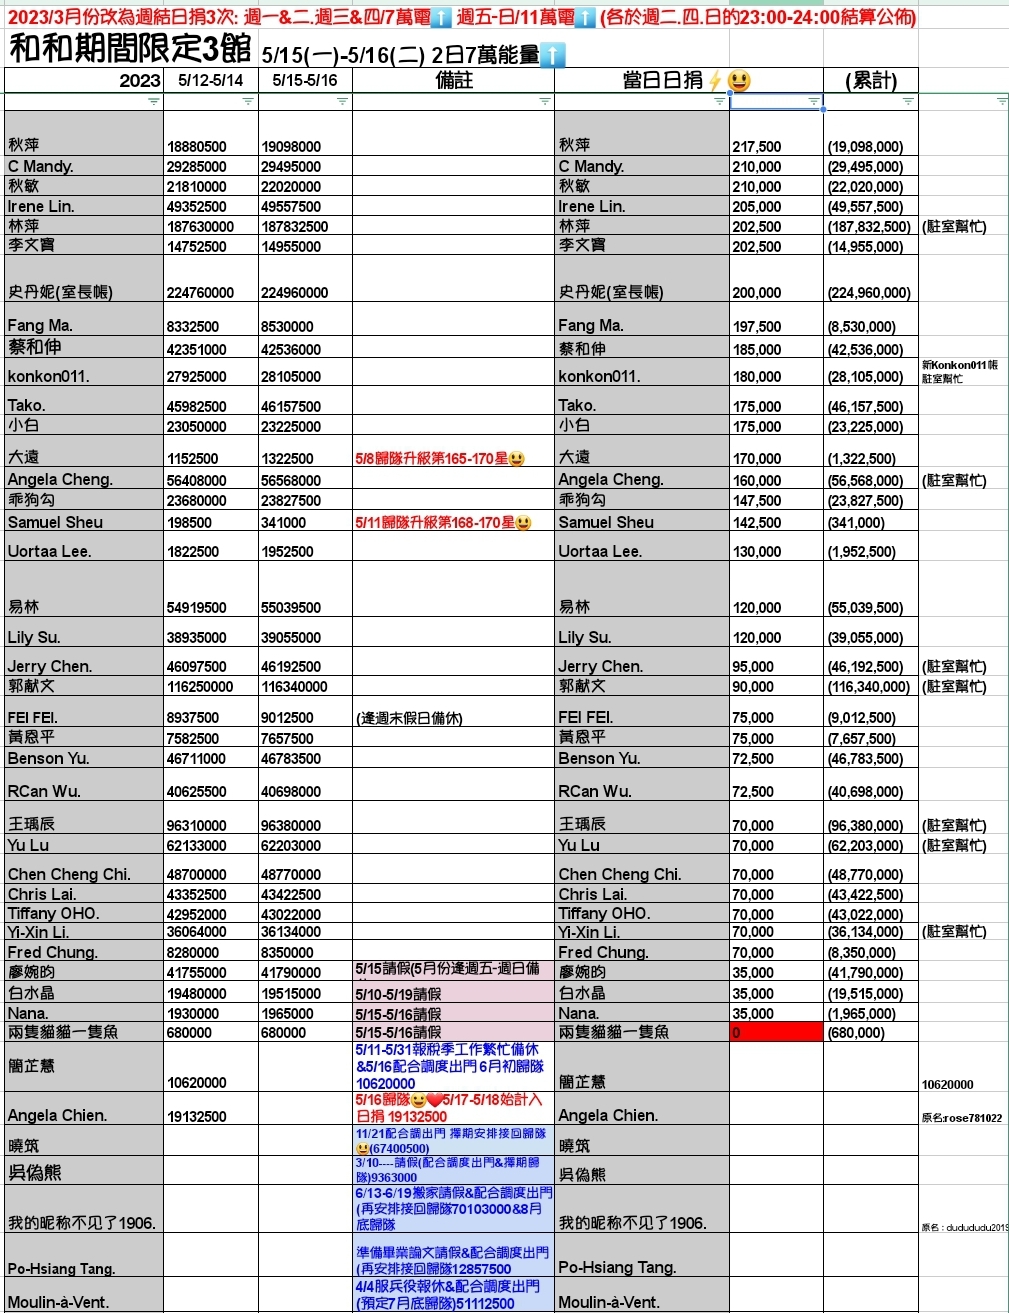 2023/3月份改為週結日捐3次: 週一&二.週三&四/7萬電⬆️ 週五-日/11萬電⬆️ (各於週二.四.日的23:00-24:00結算公佈)
和和期間限定3館 5/15(一)-5/16(二) 2日7萬能量⬆️
2023 5/12-5/14 5/15-5/16 備註 當日日捐⚡😃 (累計)
秋萍 18880500 19098000 秋萍 217,500 (19,098,000)
C Mandy. 29285000 29495000 C Mandy. 210,000 (29,495,000)
秋敏 21810000 22020000 秋敏 210,000 (22,020,000)
Irene Lin. 49352500 49557500 Irene Lin. 205,000 (49,557,500)
林萍 187630000 187832500 林萍 202,500 (187,832,500) (駐室幫忙)
李文寶 14752500 14955000 李文寶 202,500 (14,955,000)
史丹妮(室長帳) 224760000 224960000 史丹妮(室長帳) 200,000 (224,960,000)
Fang Ma. 8332500 8530000 Fang Ma. 197,500 (8,530,000)
蔡和伸 42351000 42536000 蔡和伸 185,000 (42,536,000)
新Konkon011帳
konkon011. 27925000 28105000 konkon011. 180,000 (28,105,000) 駐室幫忙
Tako. 45982500 46157500 Tako. 175,000 (46,157,500)
小白 23050000 23225000 小白 175,000 (23,225,000)
大遠 1152500 1322500 5/8歸隊升級第165-170星😃 大遠 170,000 (1,322,500)
Angela Cheng. 56408000 56568000 Angela Cheng. 160,000 (56,568,000) (駐室幫忙)
乖狗勾 23680000 23827500 乖狗勾 147,500 (23,827,500)
Samuel Sheu 198500 341000 5/11歸隊升級第168-170星😃 Samuel Sheu 142,500 (341,000)
Uortaa Lee. 1822500 1952500 Uortaa Lee. 130,000 (1,952,500)
易林 54919500 55039500 易林 120,000 (55,039,500)
Lily Su. 38935000 39055000 Lily Su. 120,000 (39,055,000)
Jerry Chen. 46097500 46192500 Jerry Chen. 95,000 (46,192,500) (駐室幫忙)
郭献文 116250000 116340000 郭献文 90,000 (116,340,000) (駐室幫忙)
FEI FEI. 8937500 9012500 (逢週末假日備休) FEI FEI. 75,000 (9,012,500)
黃恩平 7582500 7657500 黃恩平 75,000 (7,657,500)
Benson Yu. 46711000 46783500 Benson Yu. 72,500 (46,783,500)
RCan Wu. 40625500 40698000 RCan Wu. 72,500 (40,698,000)
王瑀辰 96310000 96380000 王瑀辰 70,000 (96,380,000) (駐室幫忙)
Yu Lu 62133000 62203000 Yu Lu 70,000 (62,203,000) (駐室幫忙)
Chen Cheng Chi. 48700000 48770000 Chen Cheng Chi. 70,000 (48,770,000)
Chris Lai. 43352500 43422500 Chris Lai. 70,000 (43,422,500)
Tiffany OHO. 42952000 43022000 Tiffany OHO. 70,000 (43,022,000)
Yi-Xin Li. 36064000 36134000 Yi-Xin Li. 70,000 (36,134,000) (駐室幫忙)
Fred Chung. 8280000 8350000 Fred Chung. 70,000 (8,350,000)
廖婉昀 41755000 41790000 5/15請假(5月份逢週五-週日備 廖婉昀 35,000 (41,790,000)
白水晶 19480000 19515000 5/10-5/19請假 白水晶 35,000 (19,515,000)
Nana. 1930000 1965000 5/15-5/16請假 Nana. 35,000 (1,965,000)
兩隻貓貓一隻魚 680000 680000 5/15-5/16請假 兩隻貓貓一隻魚 0 (680,000)
5/11-5/31報稅季工作繁忙備休
&5/16配合調度出門 6月初歸隊
簡芷慧 10620000 10620000 簡芷慧 10620000
5/16歸隊😃❤️5/17-5/18始計入
Angela Chien. 19132500 日捐 19132500 Angela Chien. 原名:rose781022
11/21配合調出門 擇期安排接回歸隊
曉筑 😃(67400500) 曉筑
3/10----請假(配合調度出門&擇期歸
吳偽熊 隊)9363000 吳偽熊
6/13-6/19搬家請假&配合調度出門
(再安排接回歸隊70103000&8月
我的昵称不见了1906. 底歸隊 我的昵称不见了1906. 原名：dudududu2019
準備畢業論文請假&配合調度出門
Po-Hsiang Tang. (再安排接回歸隊12857500 Po-Hsiang Tang.
4/4服兵役報休&配合調度出門
Moulin-à-Vent. (預定7月底歸隊)51112500 Moulin-à-Vent.